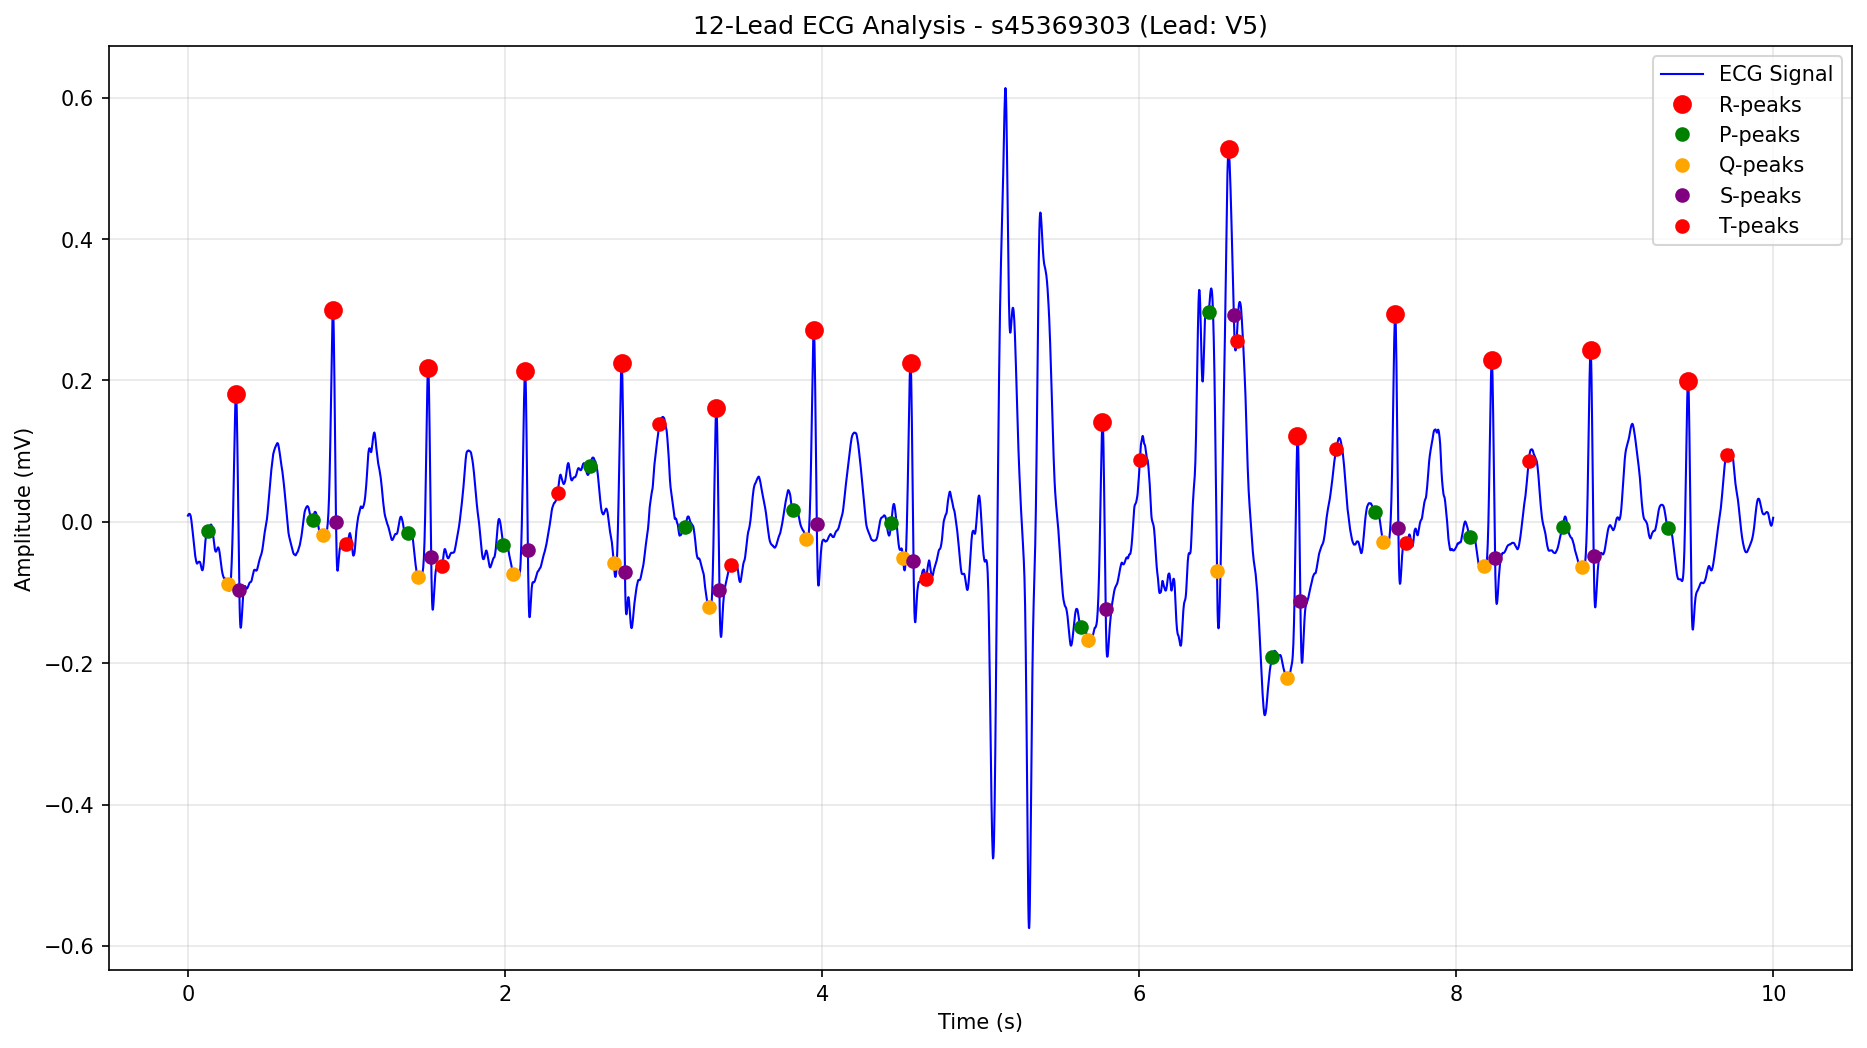 12-Lead ECG Analysis - s45369303 (Lead: V5)
ECG Signal
R-peaks
P-peaks
Q-peaks
S-peaks
T-peaks
Amplitude (mV)
0.6
0.4
0.2
0.0
−0.2
−0.4
−0.6
0 2 4 6 8 10
Time (s)